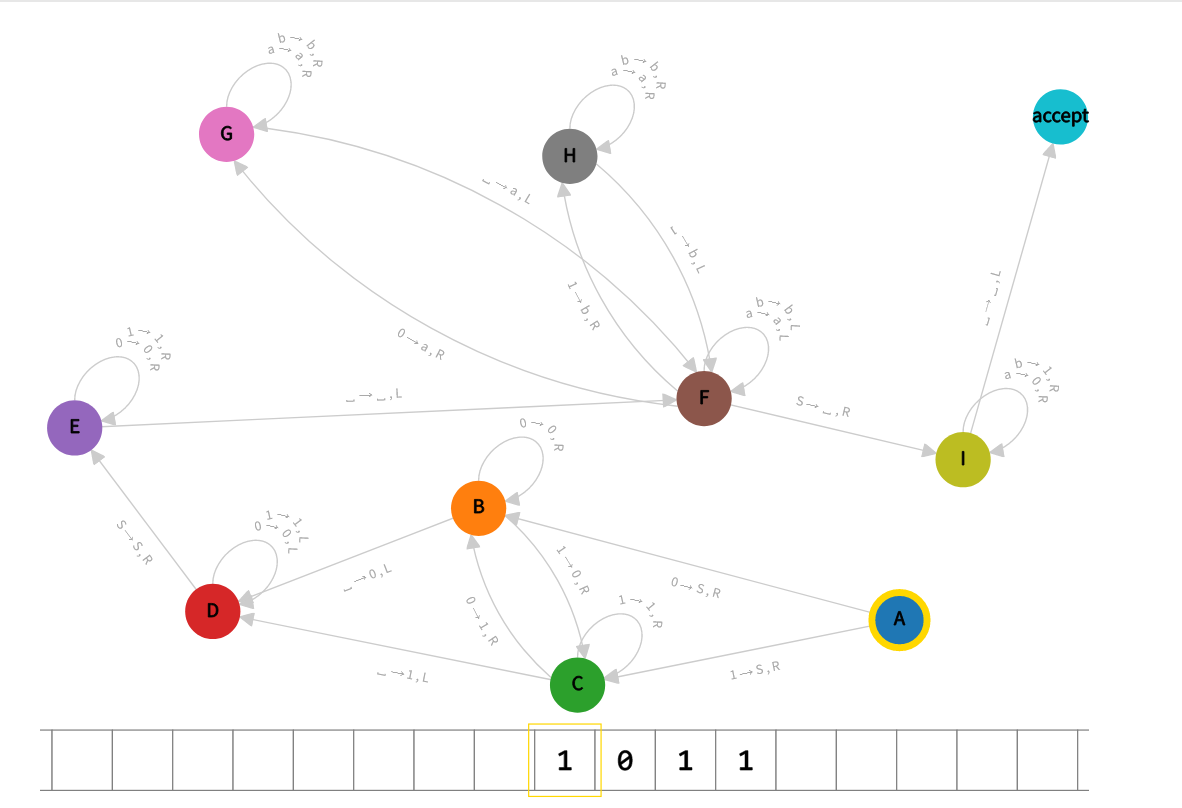 b→b,R
a→a,R
G
b→b,R
a→a,R
H
accept
␣→a,L
␣→b,L
1→b,R
0→a,R
b→b,L
a→a,L
F
S→␣,R
␣→␣,L
b→1,R
a→0,R
I
1→1,R
0→0,R
E
␣→␣,L
0→0,R
B
S→S,R
1→1,L
0→0,L
D
␣→0,L
1→0,R
0→S,R
0→1,R
1→1,R
A
␣→1,L
C
1→S,R
1 0 1 1